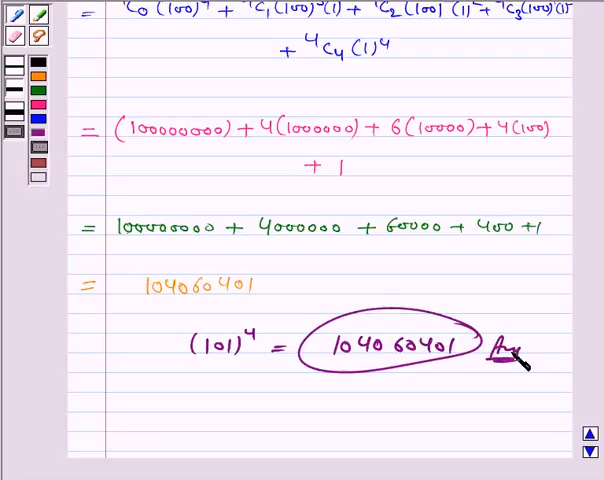 = ⁴C₀ (100)⁴ + ⁴C₁ (100)³(1) + ⁴C₂ (100)²(1)² + ⁴C₃(100)(1)³
+ ⁴C₄ (1)⁴
= (100000000) + 4(1000000) + 6(10000) + 4(100)
+ 1
= 100000000 + 4000000 + 60000 + 400 + 1
= 104060401
(101)⁴ = 104060401 Ans